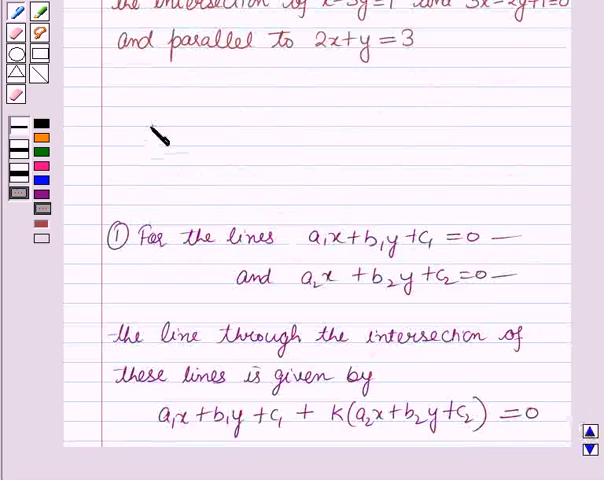 the intersection of x-3y=1 and 3x-2y+1=0
and parallel to 2x+y=3
① For the lines a₁x+b₁y+c₁=0 —
and a₂x+b₂y+c₂=0 —
the line through the intersection of
these lines is given by
a₁x+b₁y+c₁ + k(a₂x+b₂y+c₂) =0